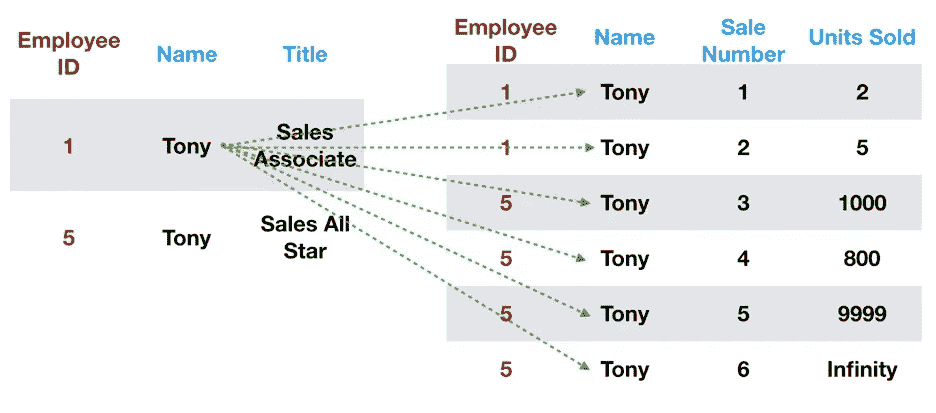 Employee ID Name Title
1 Tony Sales Associate
5 Tony Sales All Star
Employee ID Name Sale Number Units Sold
1 Tony 1 2
1 Tony 2 5
5 Tony 3 1000
5 Tony 4 800
5 Tony 5 9999
5 Tony 6 Infinity